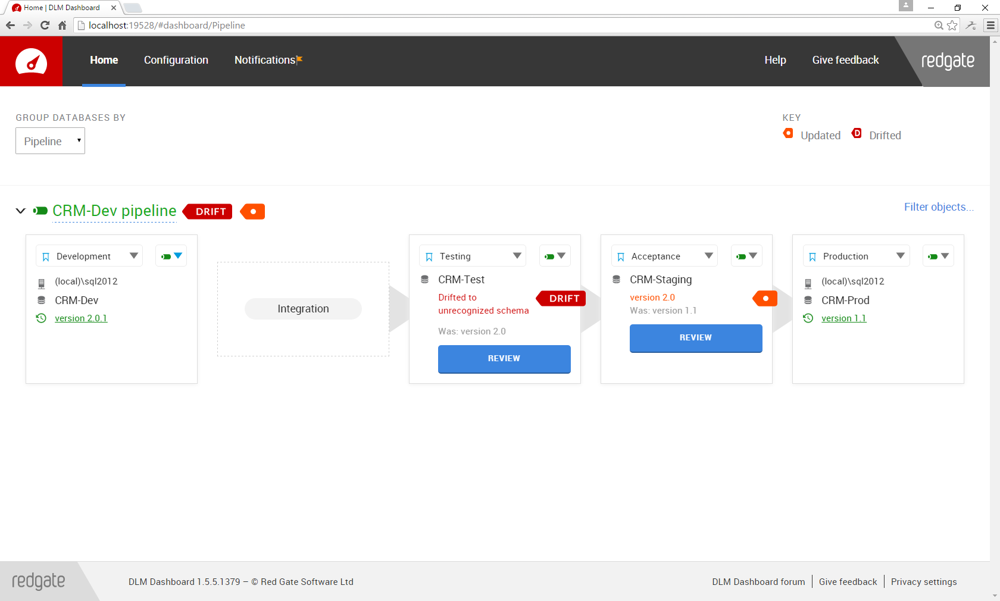 Home | DLM Dashboard
localhost:19528/#dashboard/Pipeline
Home
Configuration
Notifications
Help
Give feedback
redgate
GROUP DATABASES BY
Pipeline
KEY
Updated
D
Drifted
CRM-Dev pipeline
DRIFT
Filter objects...
Development
(local)\sql2012
CRM-Dev
version 2.0.1
Integration
Testing
CRM-Test
Drifted to
unrecognized schema
DRIFT
Was: version 2.0
REVIEW
Acceptance
CRM-Staging
version 2.0
Was: version 1.1
REVIEW
Production
(local)\sql2012
CRM-Prod
version 1.1
redgate
DLM Dashboard 1.5.5.1379 – © Red Gate Software Ltd
DLM Dashboard forum
Give feedback
Privacy settings